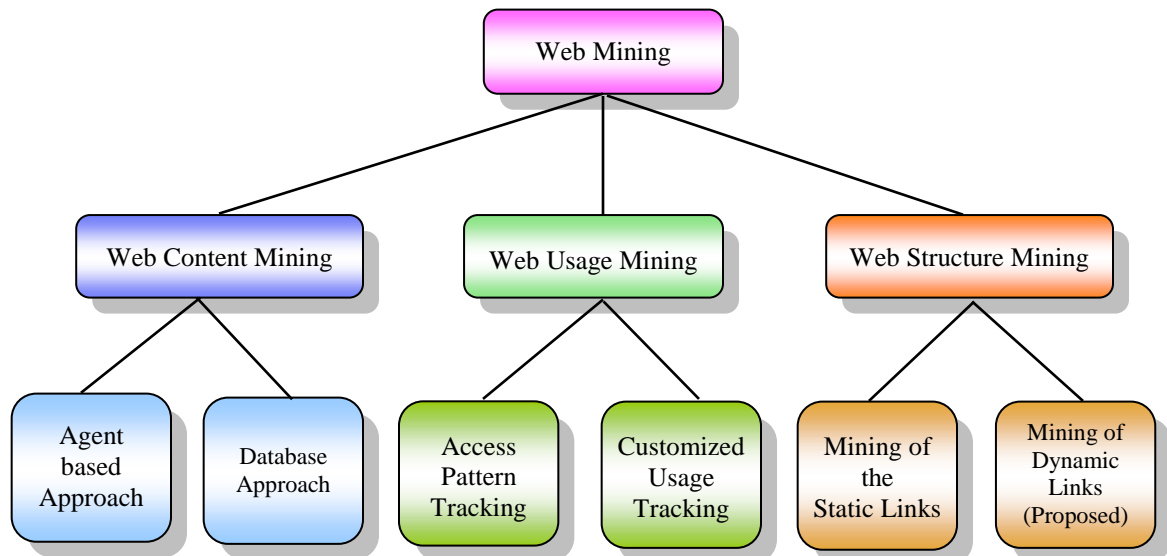 Web Mining
Web Content Mining
Web Usage Mining
Web Structure Mining
Agent
based
Approach
Database
Approach
Access
Pattern
Tracking
Customized
Usage
Tracking
Mining of
the
Static Links
Mining of
Dynamic
Links
(Proposed)